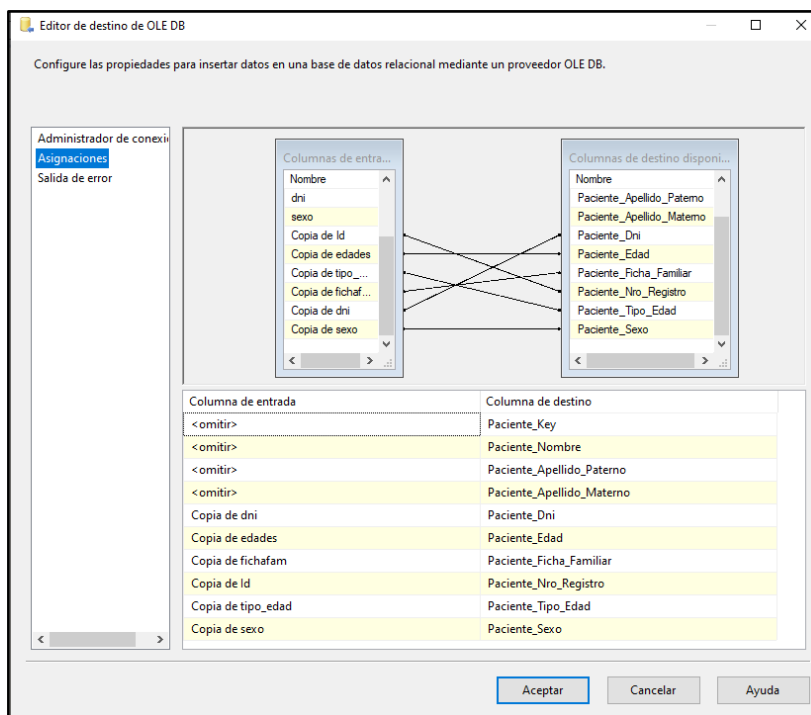 Editor de destino de OLE DB
Configure las propiedades para insertar datos en una base de datos relacional mediante un proveedor OLE DB.
Administrador de conexi
Asignaciones
Salida de error
Columnas de entra...
Nombre
dni
sexo
Copia de Id
Copia de edades
Copia de tipo_...
Copia de fichaf...
Copia de dni
Copia de sexo
Columnas de destino disponi...
Nombre
Paciente_Apellido_Paterno
Paciente_Apellido_Materno
Paciente_Dni
Paciente_Edad
Paciente_Ficha_Familiar
Paciente_Nro_Registro
Paciente_Tipo_Edad
Paciente_Sexo
Columna de entrada Columna de destino
<omitir> Paciente_Key
<omitir> Paciente_Nombre
<omitir> Paciente_Apellido_Paterno
<omitir> Paciente_Apellido_Materno
Copia de dni Paciente_Dni
Copia de edades Paciente_Edad
Copia de fichafam Paciente_Ficha_Familiar
Copia de Id Paciente_Nro_Registro
Copia de tipo_edad Paciente_Tipo_Edad
Copia de sexo Paciente_Sexo
Aceptar Cancelar Ayuda